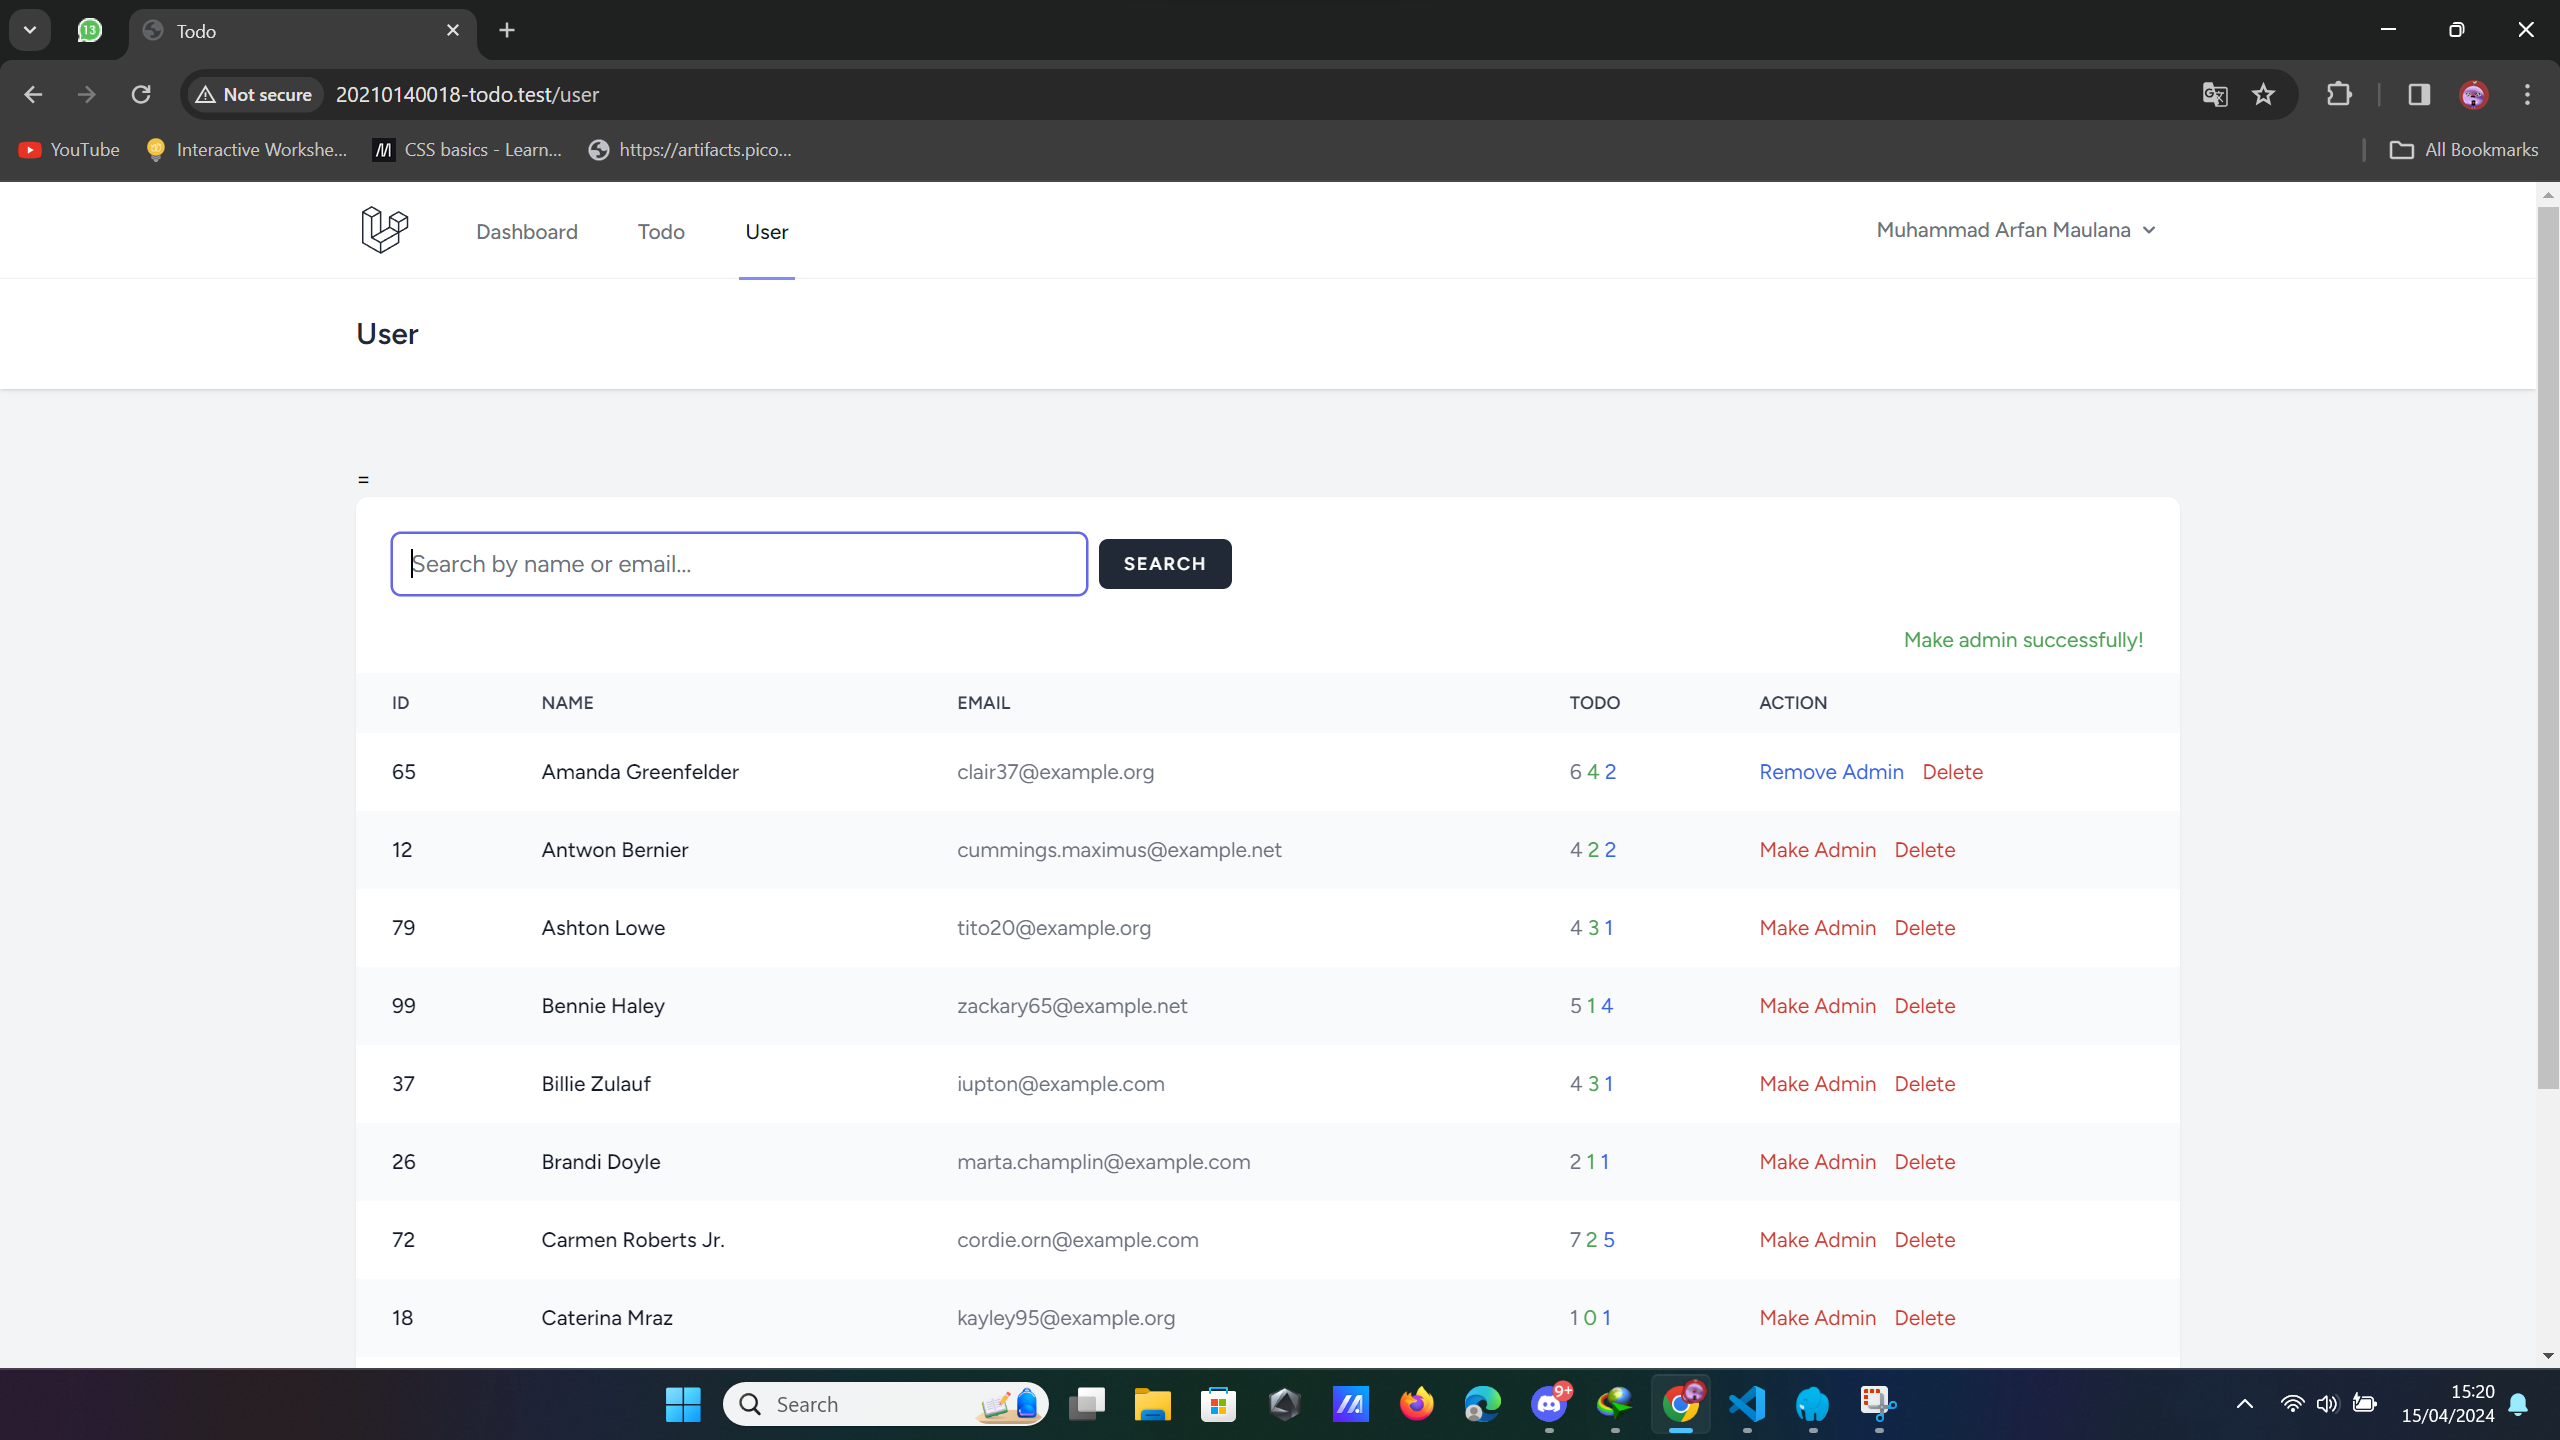 13
Todo
Not secure
20210140018-todo.test/user
YouTube
Interactive Workshe...
CSS basics - Learn...
https://artifacts.pico...
All Bookmarks
Dashboard Todo User Muhammad Arfan Maulana
User
=
Search by name or email...
SEARCH
Make admin successfully!
ID NAME EMAIL TODO ACTION
65 Amanda Greenfelder clair37@example.org 6 4 2 Remove Admin Delete
12 Antwon Bernier cummings.maximus@example.net 4 2 2 Make Admin Delete
79 Ashton Lowe tito20@example.org 4 3 1 Make Admin Delete
99 Bennie Haley zackary65@example.net 5 1 4 Make Admin Delete
37 Billie Zulauf iupton@example.com 4 3 1 Make Admin Delete
26 Brandi Doyle marta.champlin@example.com 2 1 1 Make Admin Delete
72 Carmen Roberts Jr. cordie.orn@example.com 7 2 5 Make Admin Delete
18 Caterina Mraz kayley95@example.org 1 0 1 Make Admin Delete
Search
9+
15:20
15/04/2024